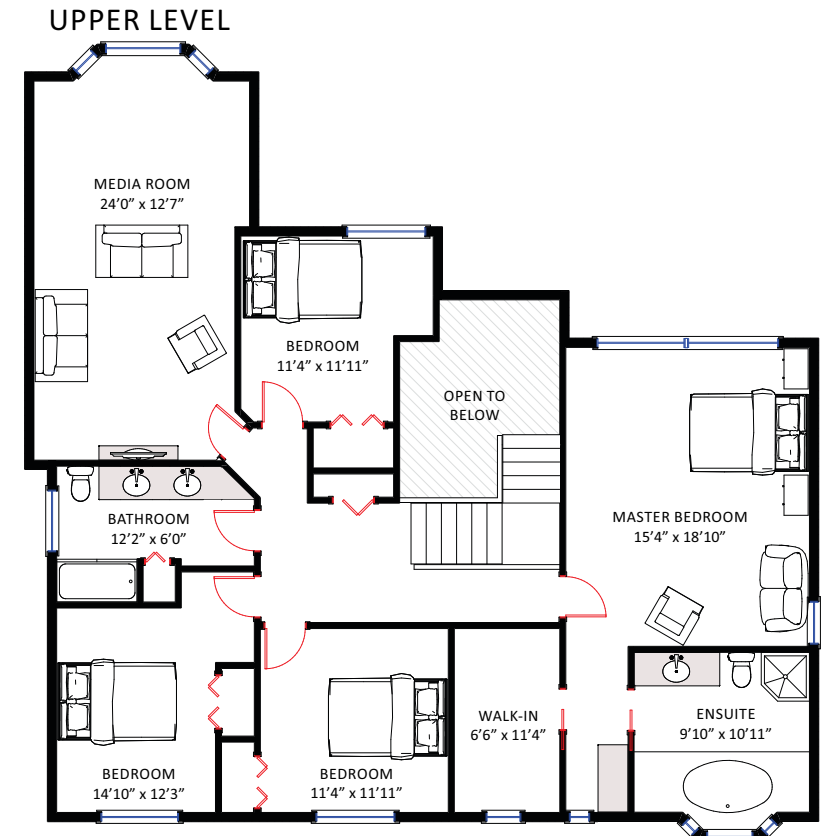 UPPER LEVEL
MEDIA ROOM
24’0” x 12’7”
BEDROOM
11’4” x 11’11”
OPEN TO
BELOW
BATHROOM
12’2” x 6’0”
MASTER BEDROOM
15’4” x 18’10”
BEDROOM
14’10” x 12’3”
BEDROOM
11’4” x 11’11”
WALK-IN
6’6” x 11’4”
ENSUITE
9’10” x 10’11”